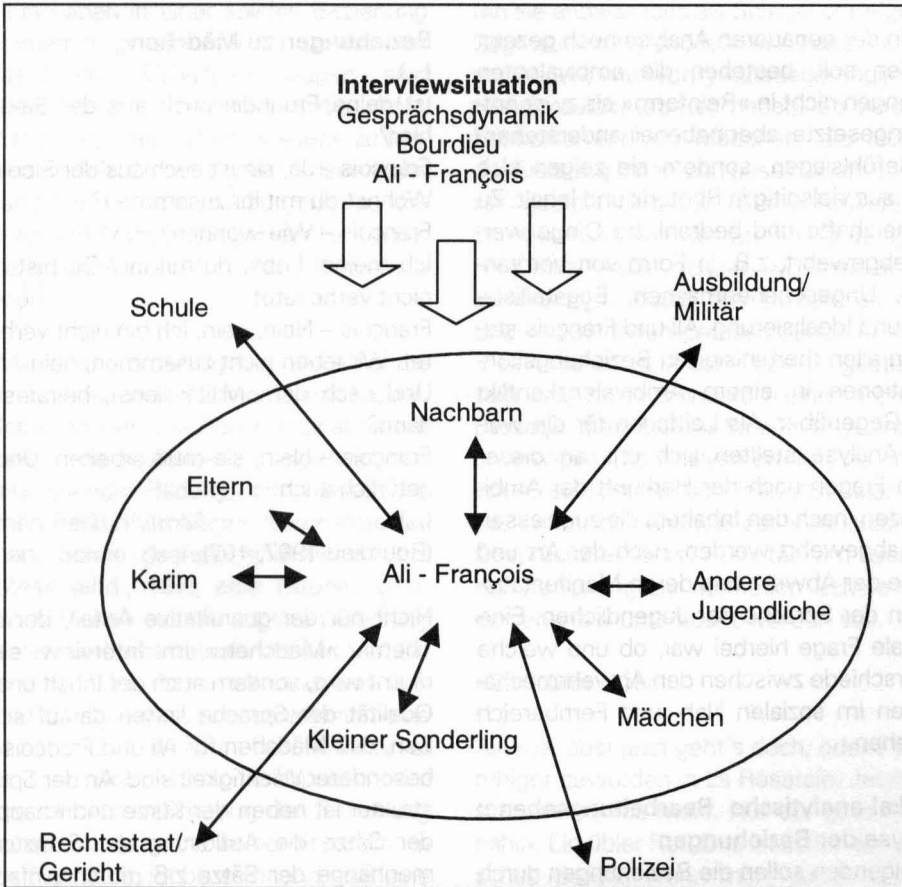 Interviewsituation
Gesprächsdynamik
Bourdieu
Ali - François
Schule
Ausbildung/
Militär
Nachbarn
Eltern
Karim
Ali - François
Andere
Jugendliche
Mädchen
Kleiner Sonderling
Rechtsstaat/
Gericht
Polizei